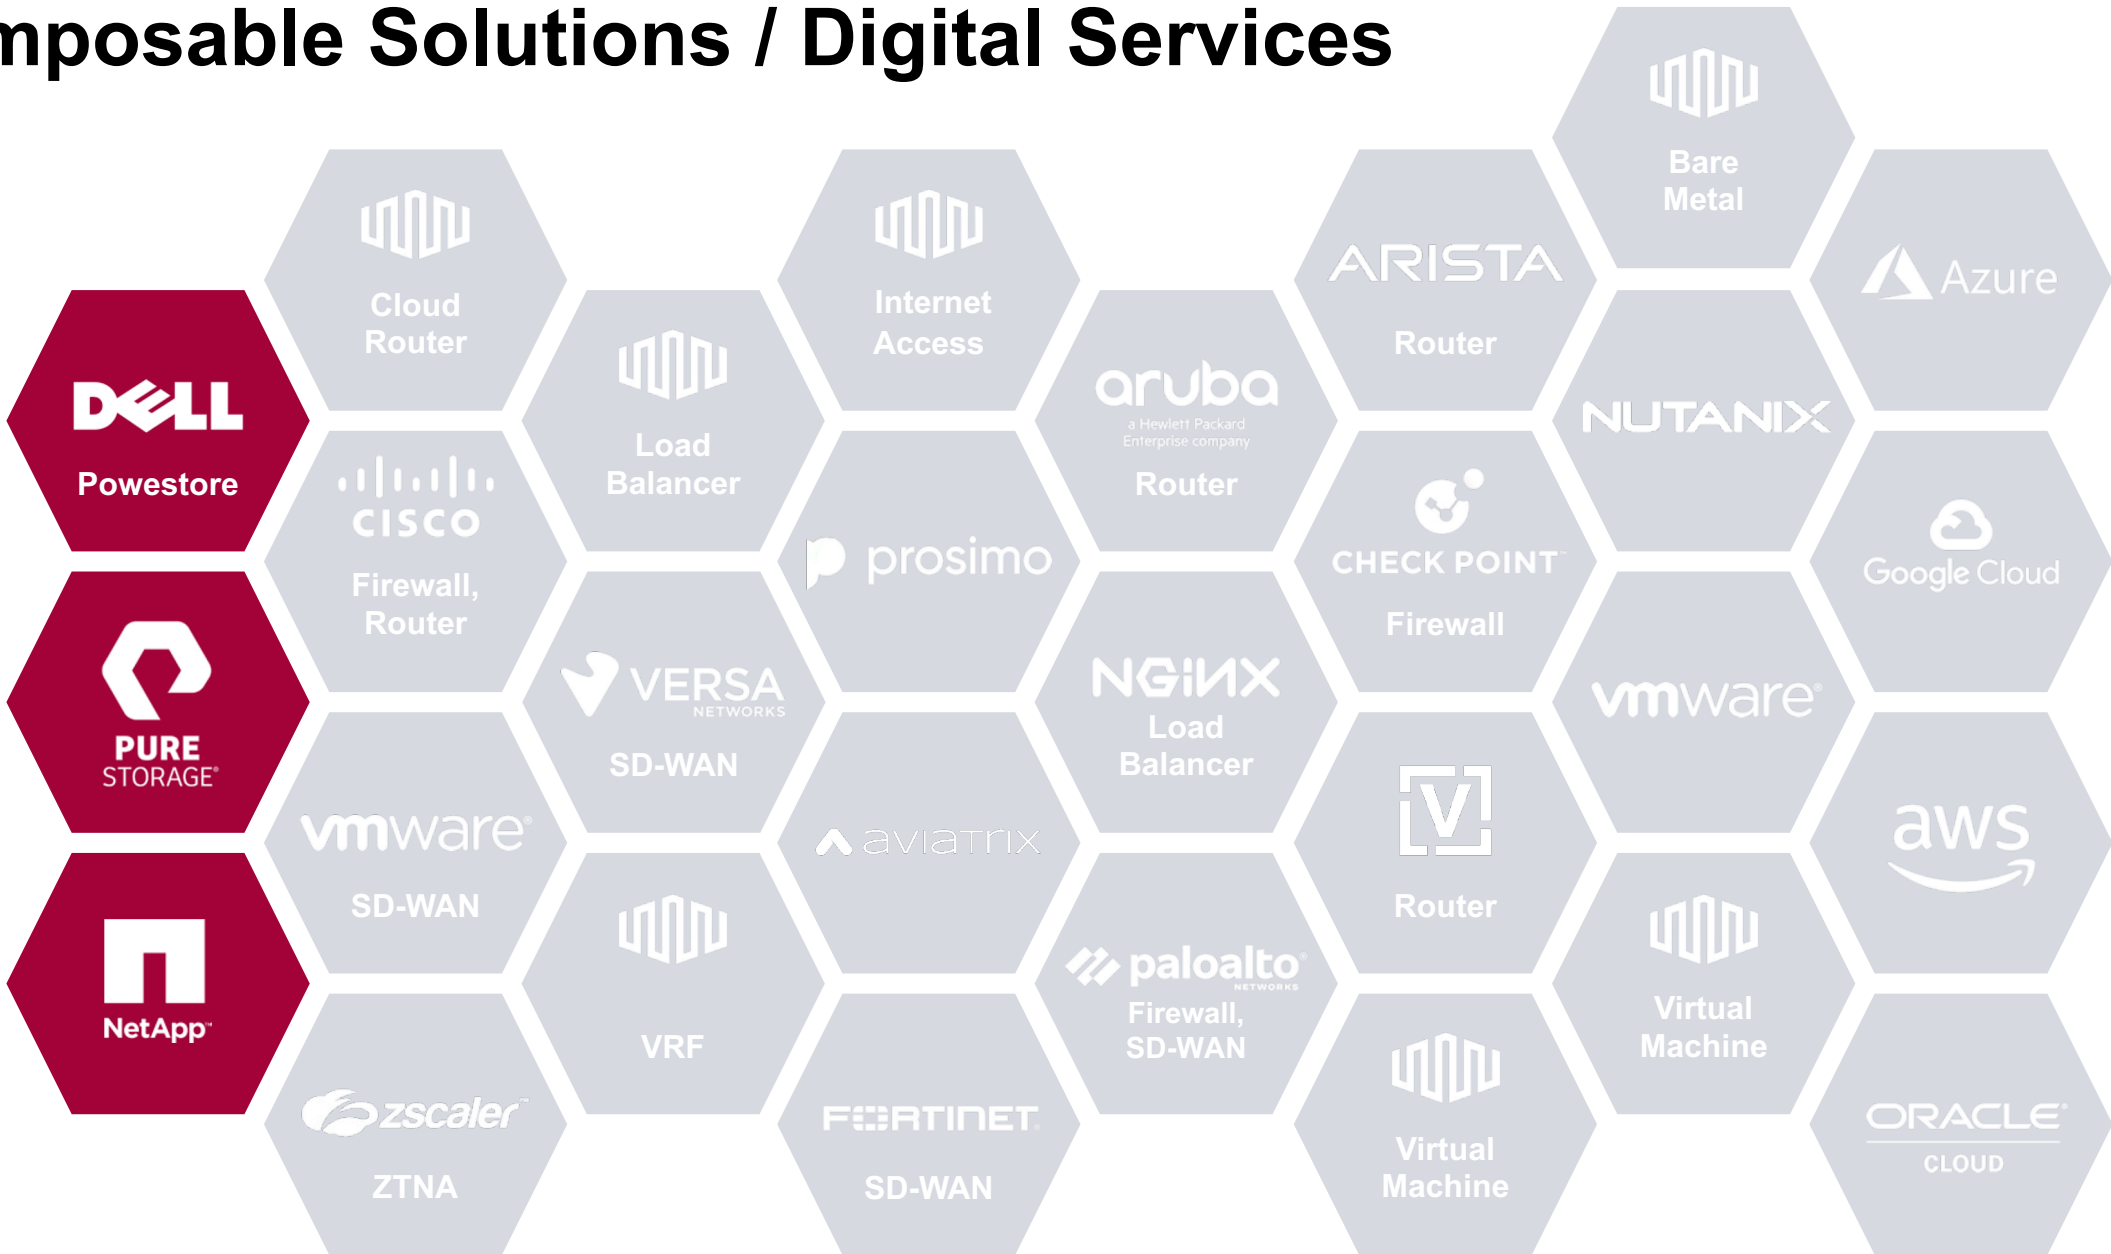 mposable Solutions / Digital Services
Bare
Metal
Cloud
Router
Internet
Access
ARISTA
Router
Azure
DELL
Powestore
Load
Balancer
aruba
a Hewlett Packard
Enterprise company
Router
NUTANIX
CISCO
Firewall,
Router
prosimo
CHECK POINT™
Firewall
Google Cloud
PURE
STORAGE®
VERSA
NETWORKS
SD-WAN
NGINX
Load
Balancer
vmware®
vmware®
SD-WAN
aviatrix
V
Router
aws
NetApp™
VRF
paloalto®
NETWORKS
Firewall,
SD-WAN
Virtual
Machine
zscaler™
ZTNA
FORTINET®
SD-WAN
Virtual
Machine
ORACLE®
CLOUD